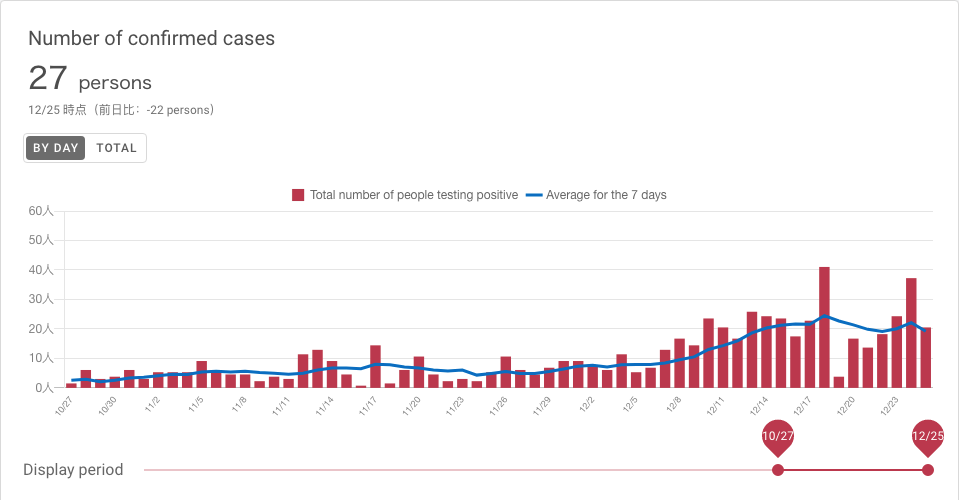 Number of confirmed cases
27 persons
12/25 時点（前日比：-22 persons）
BY DAY TOTAL
Total number of people testing positive Average for the 7 days
60人
50人
40人
30人
20人
10人
0人
10/27 10/30 11/2 11/5 11/8 11/11 11/14 11/17 11/20 11/23 11/26 11/29 12/2 12/5 12/8 12/11 12/14 12/17 12/20 12/23
10/27 12/25
Display period